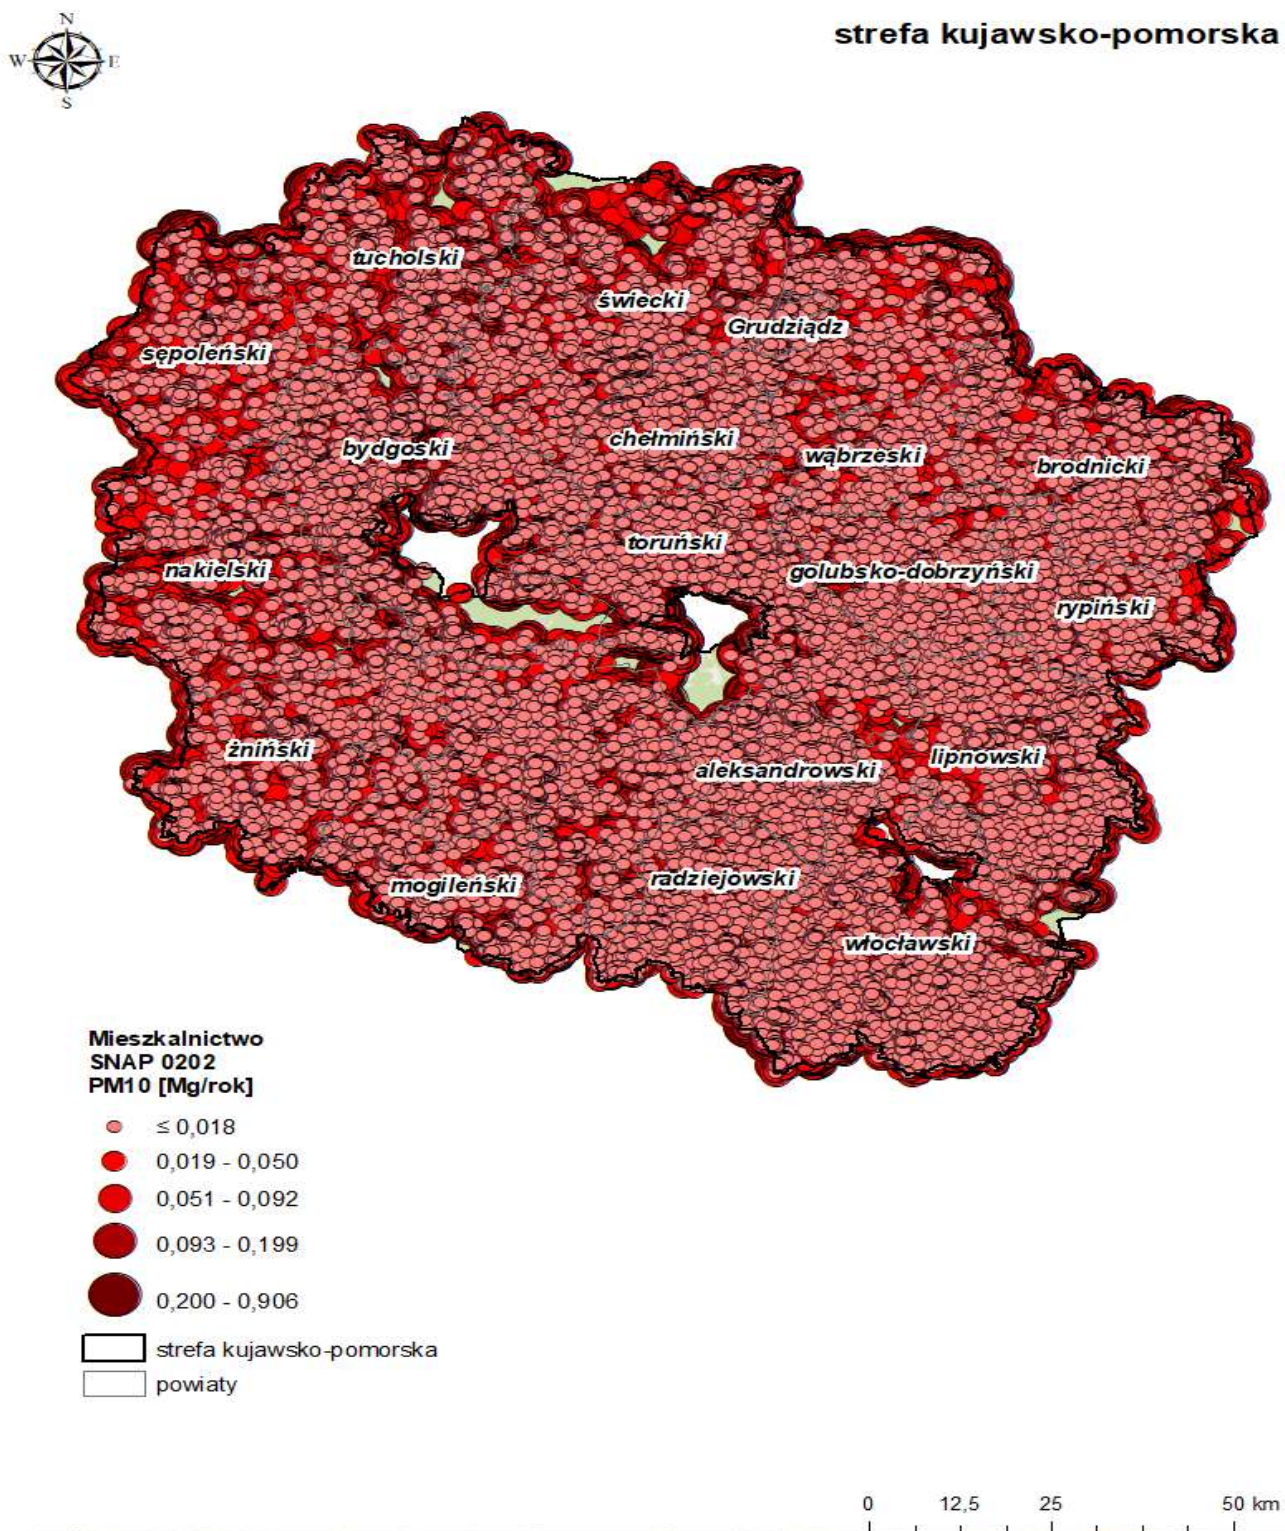 N
strefa kujawsko-pomorska
W E
S
tucholski
świecki
Grudziądz
sępoleński
chełmiński
bydgoski
wąbrzeski
brodnicki
toruński
nakielski
golubsko-dobrzyński
rypiński
żniński
lipnowski
aleksandrowski
radziejowski
mogileński
włocławski
Mieszkalnictwo
SNAP 0202
PM10 [Mg/rok]
≤ 0,018
0,019 - 0,050
0,051 - 0,092
0,093 - 0,199
0,200 - 0,906
strefa kujawsko-pomorska
powiaty
0 12,5 25 50 km